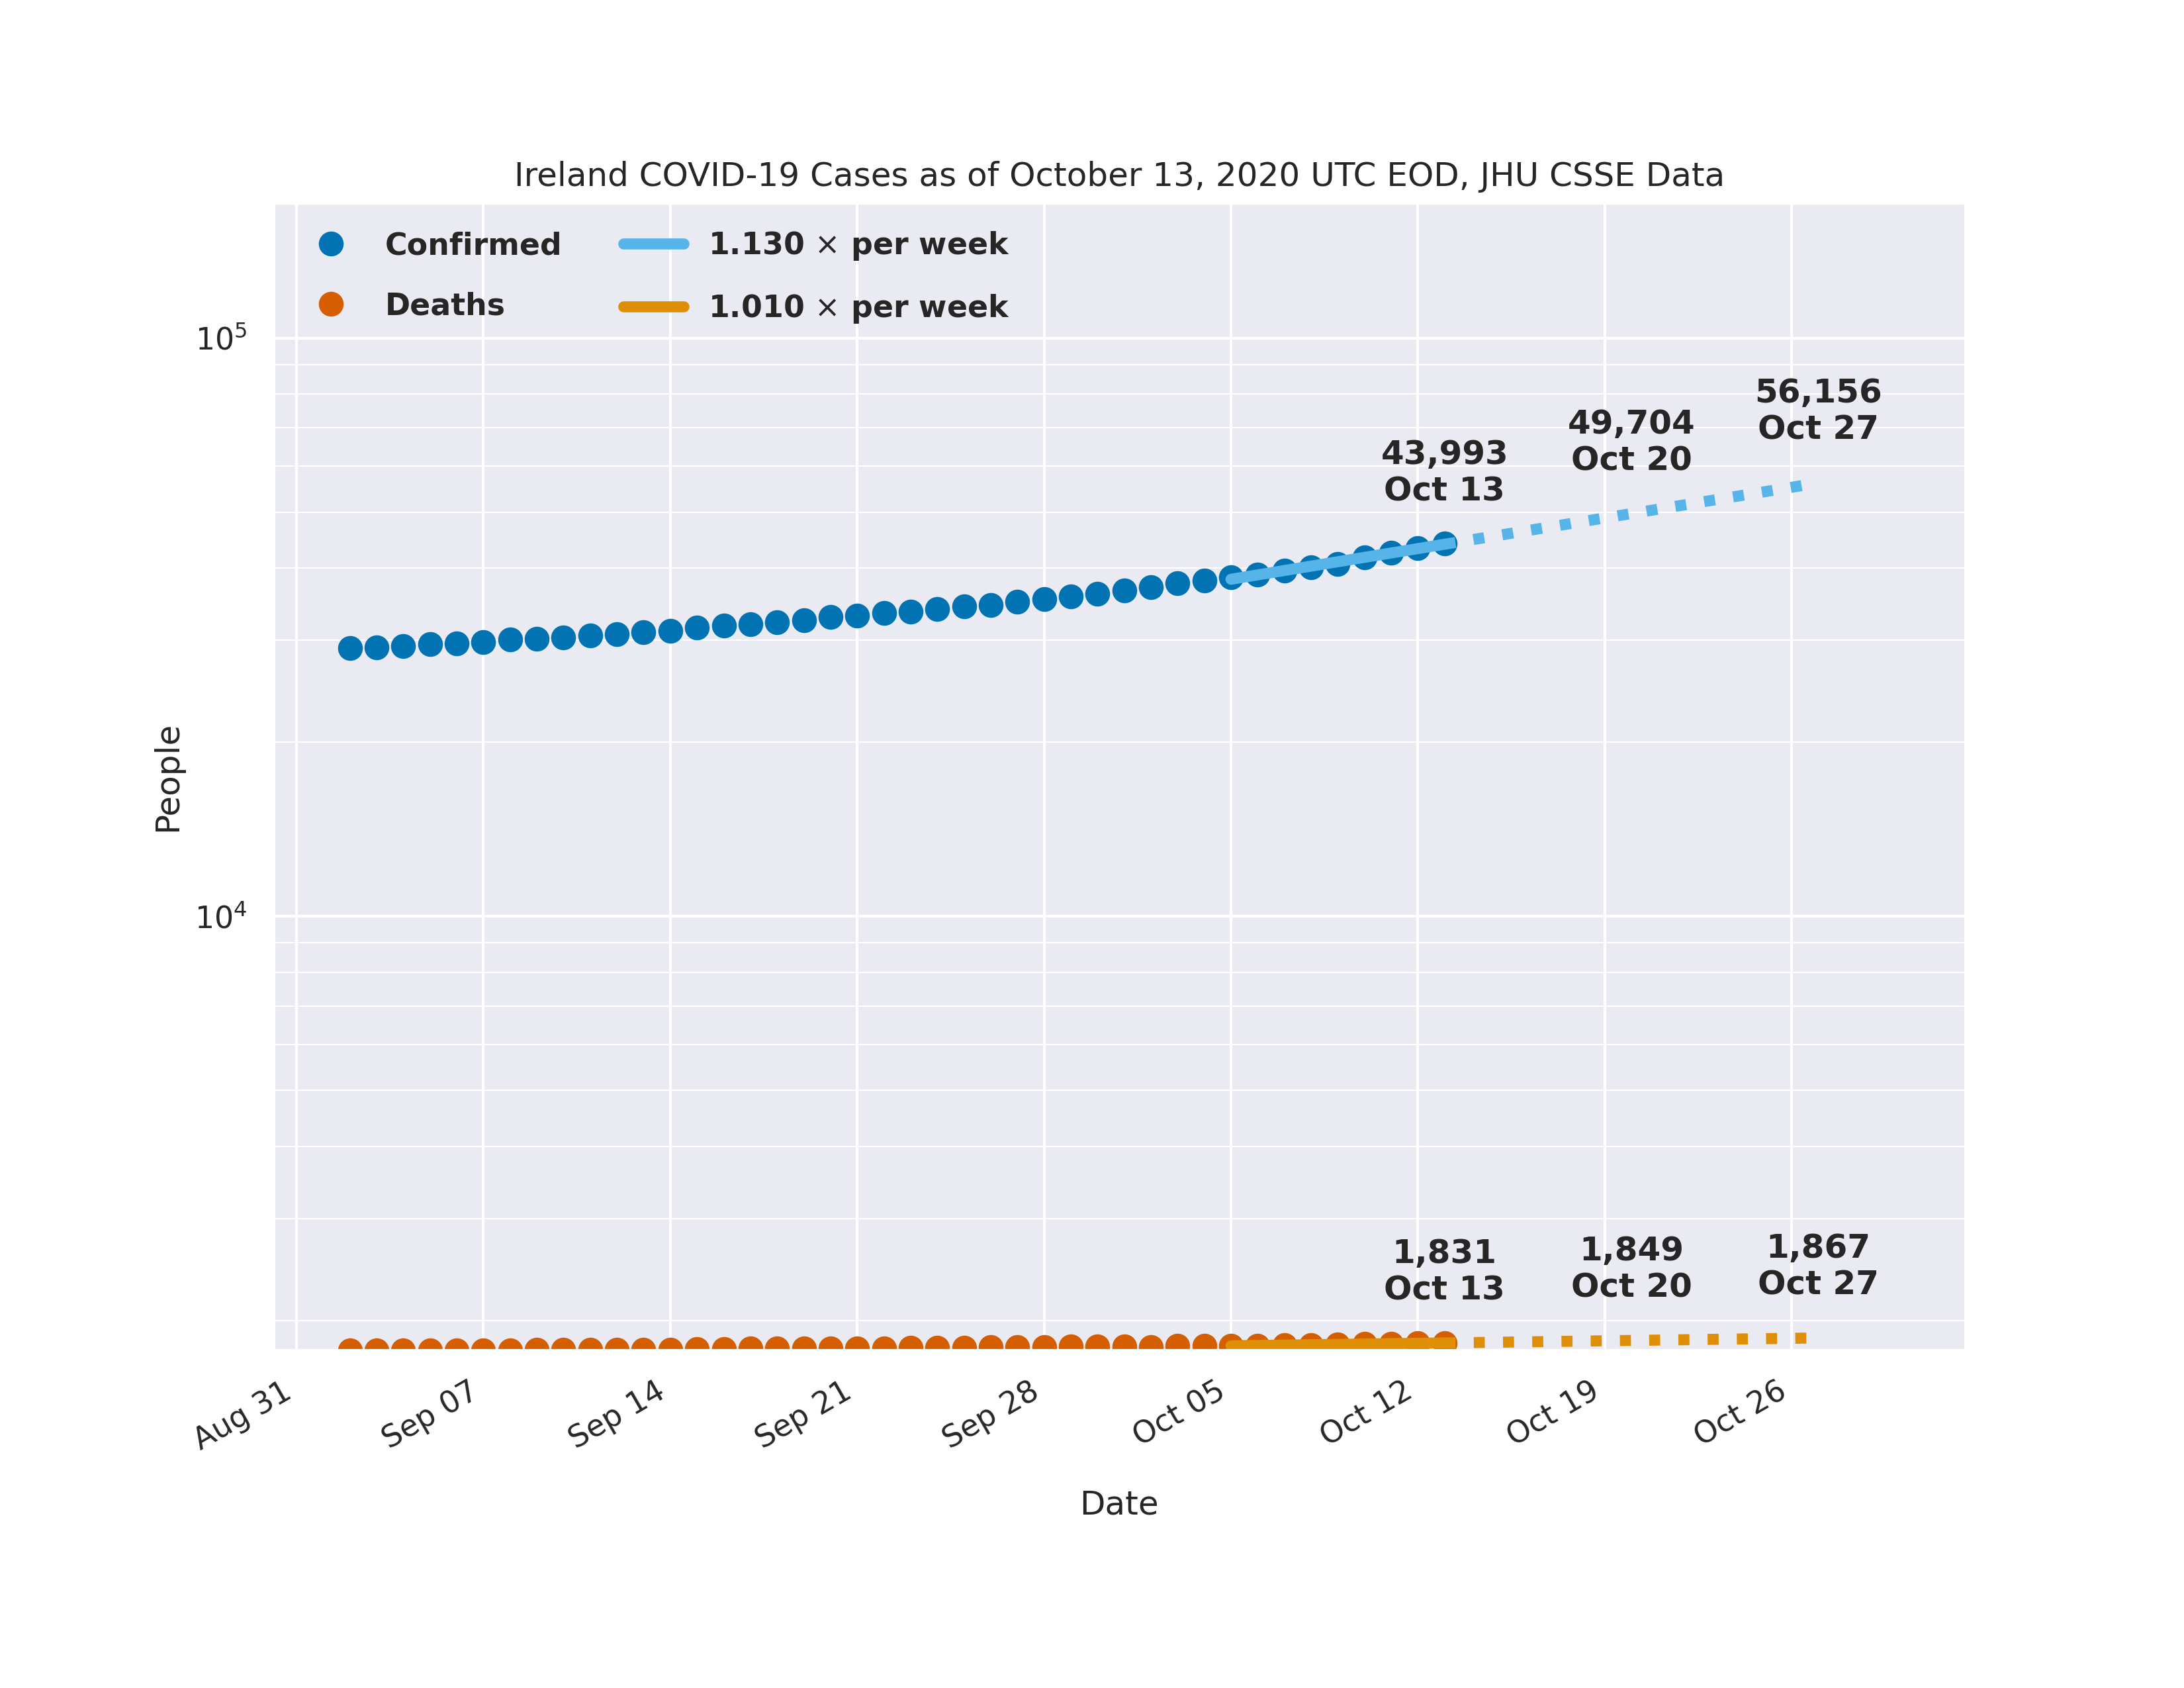 Ireland COVID-19 Cases as of October 13, 2020 UTC EOD, JHU CSSE Data
Confirmed
Deaths
1.130 × per week
1.010 × per week
10⁵
10⁴
People
43,993
Oct 13
49,704
Oct 20
56,156
Oct 27
1,831
Oct 13
1,849
Oct 20
1,867
Oct 27
Aug 31
Sep 07
Sep 14
Sep 21
Sep 28
Oct 05
Oct 12
Oct 19
Oct 26
Date